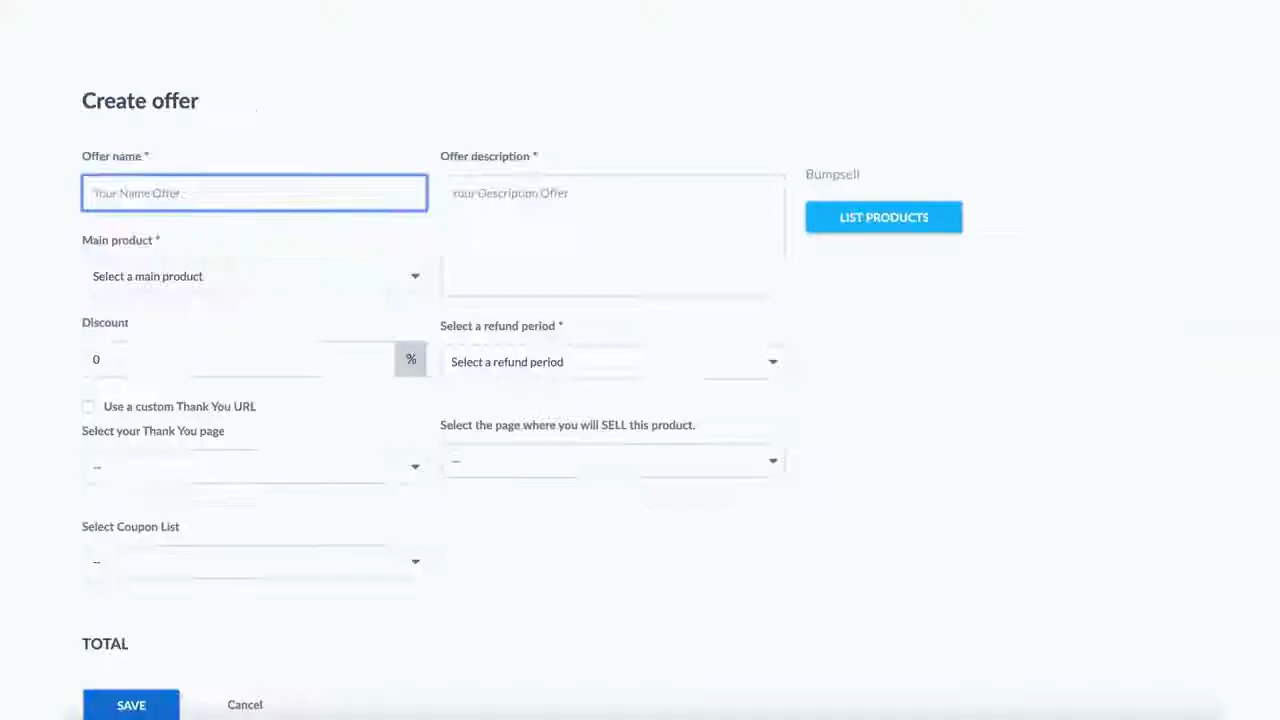 Create offer
Offer name *
Your Name Offer
Main product *
Select a main product
Discount
0
%
Use a custom Thank You URL
Select your Thank You page
--
Select Coupon List
--
Offer description *
Your Description Offer
Select a refund period *
Select a refund period
Select the page where you will SELL this product.
--
Bumpsell
LIST PRODUCTS
TOTAL
SAVE
Cancel